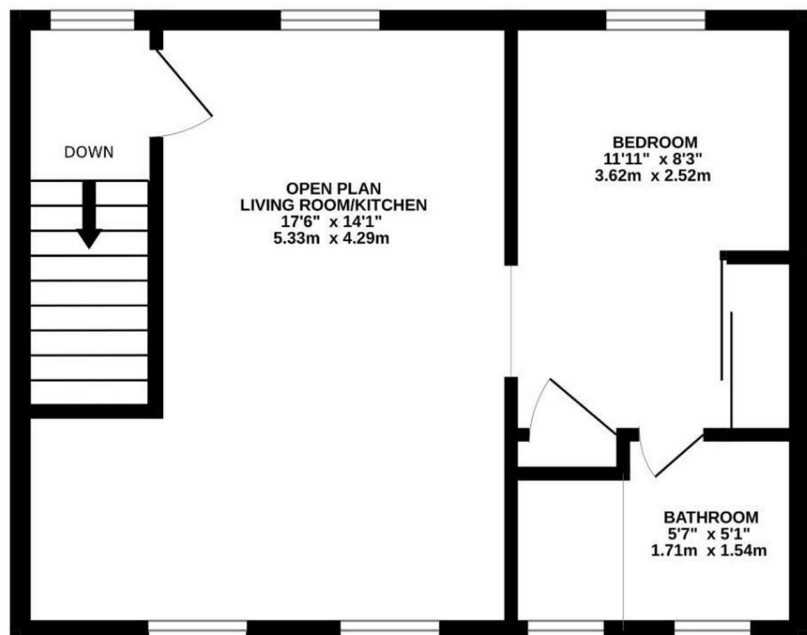 DOWN
OPEN PLAN
LIVING ROOM/KITCHEN
17'6" x 14'1"
5.33m x 4.29m
BEDROOM
11'11" x 8'3"
3.62m x 2.52m
BATHROOM
5'7" x 5'1"
1.71m x 1.54m